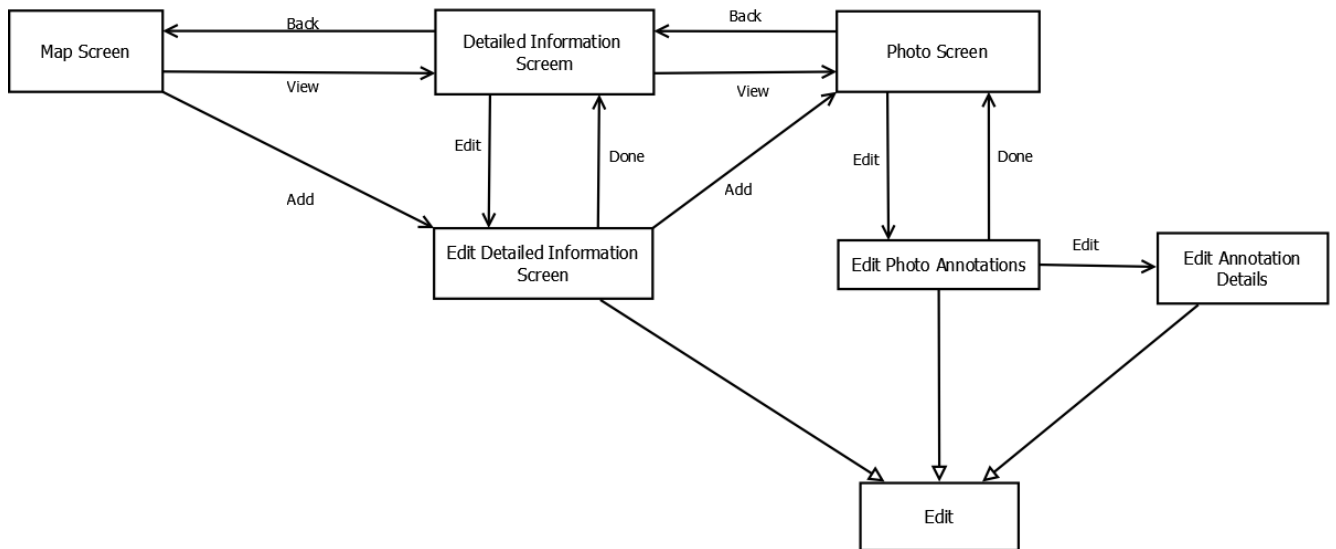 Back
Back
Map Screen
Detailed Information
Screem
Photo Screen
View
View
Edit
Done
Edit
Done
Add
Add
Edit Detailed Information
Screen
Edit Photo Annotations
Edit
Edit Annotation
Details
Edit